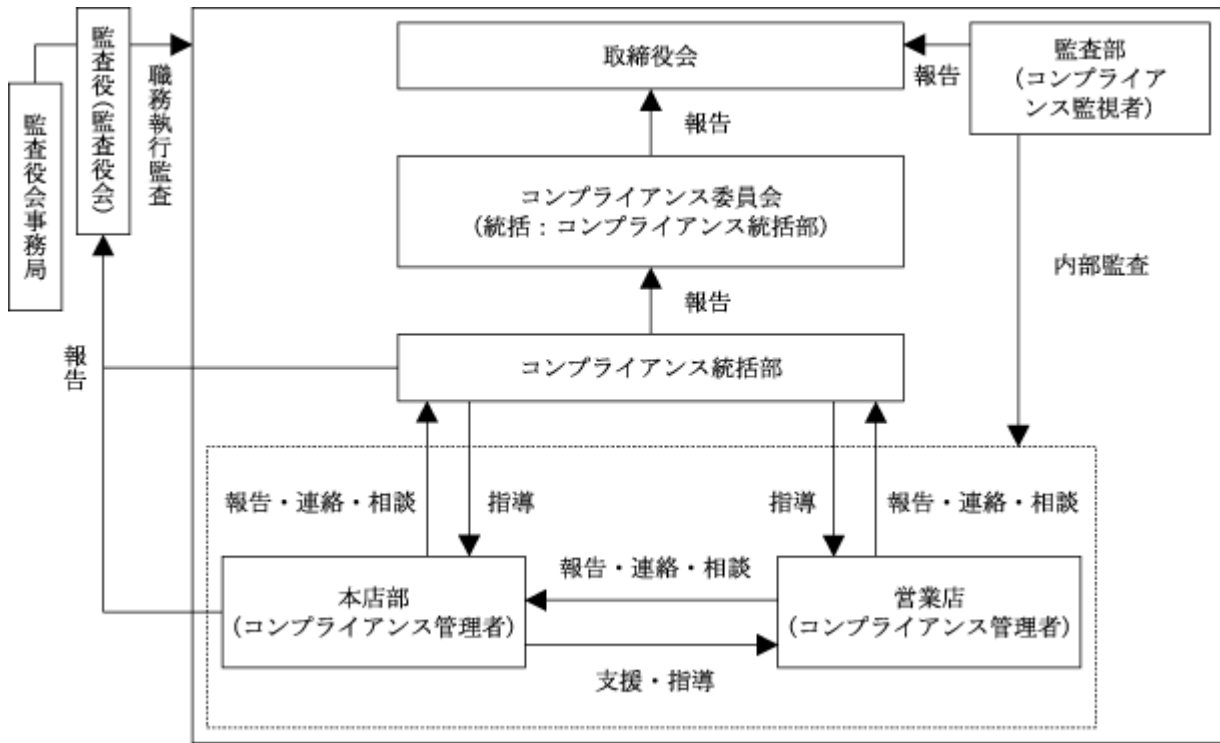 監査役会事務局
監査役(監査役会)
職務執行監査
取締役会
報告
監査部
(コンプライア
ンス監視者)
報告
コンプライアンス委員会
(統括：コンプライアンス統括部)
内部監査
報告
報告
コンプライアンス統括部
報告・連絡・相談
指導
指導
報告・連絡・相談
報告・連絡・相談
本店部
(コンプライアンス管理者)
営業店
(コンプライアンス管理者)
支援・指導